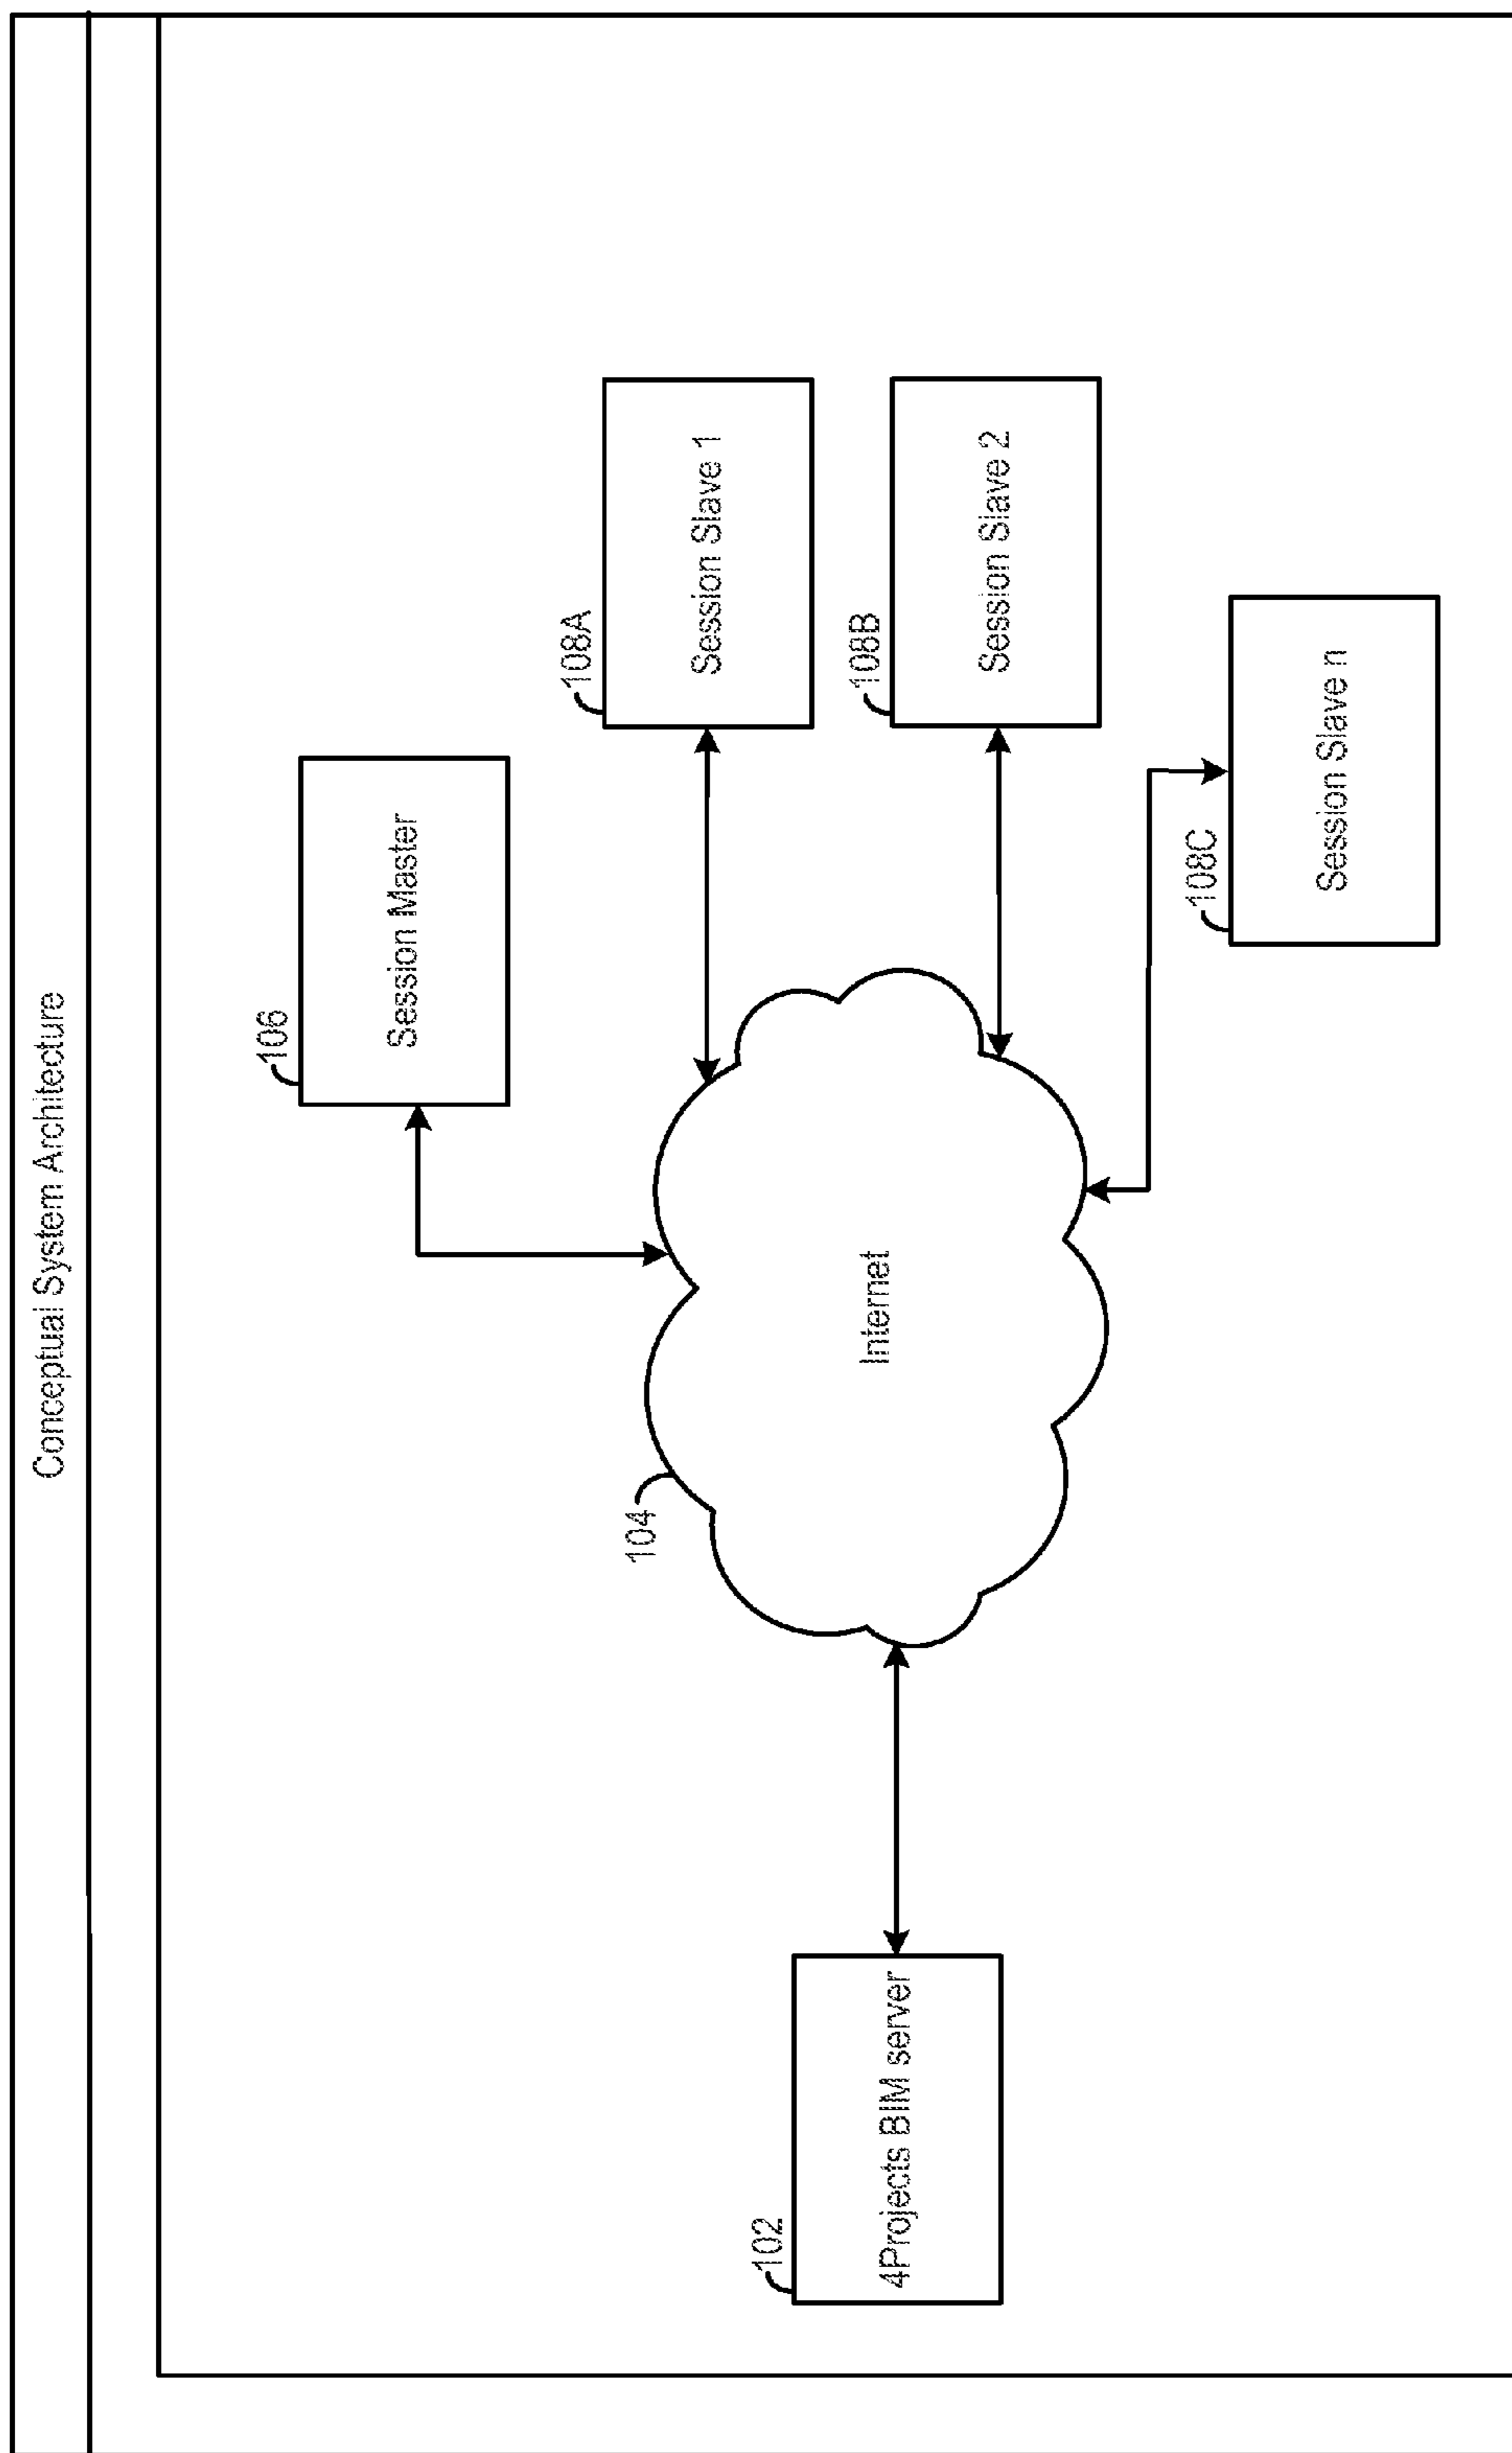 Conceptual System Architecture
106
Session Master
108A
Session Slave 1
104
Internet
102
4Projects BIM server
108B
Session Slave 2
108C
Session Slave n